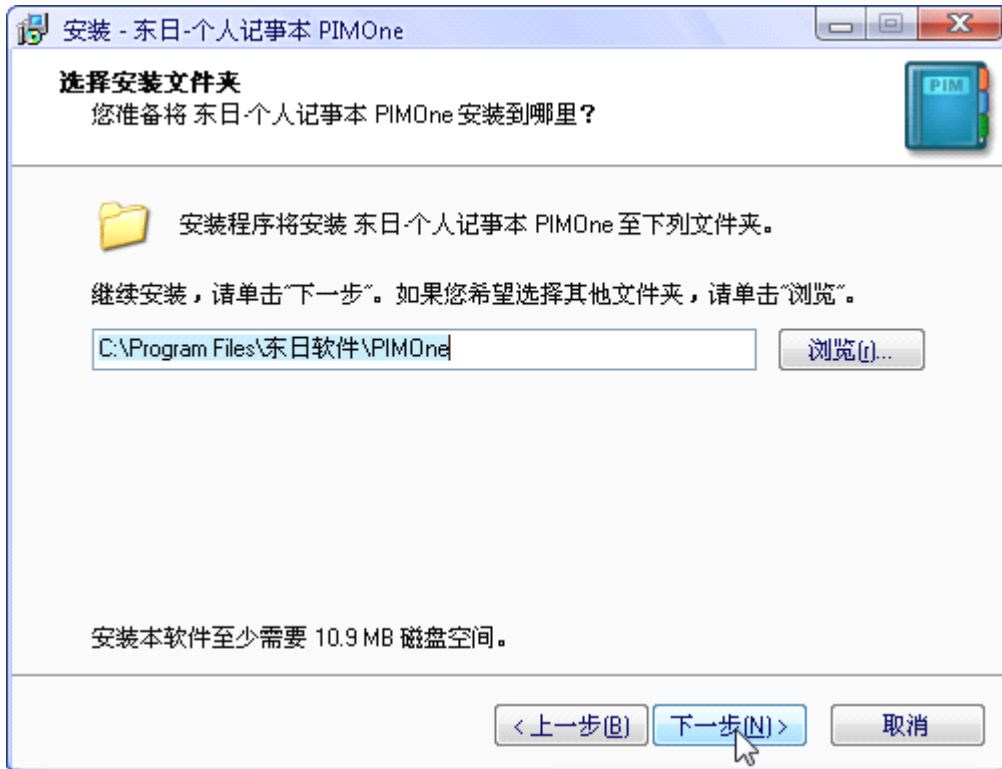 安装 - 东日-个人记事本 PIMOne
选择安装文件夹
您准备将 东日-个人记事本 PIMOne 安装到哪里?
PIM
安装程序将安装 东日-个人记事本 PIMOne 至下列文件夹。
继续安装，请单击“下一步”。如果您希望选择其他文件夹，请单击“浏览”。
C:\Program Files\东日软件\PIMOne
浏览(r)...
安装本软件至少需要 10.9 MB 磁盘空间。
< 上一步(B) 下一步(N) > 取消